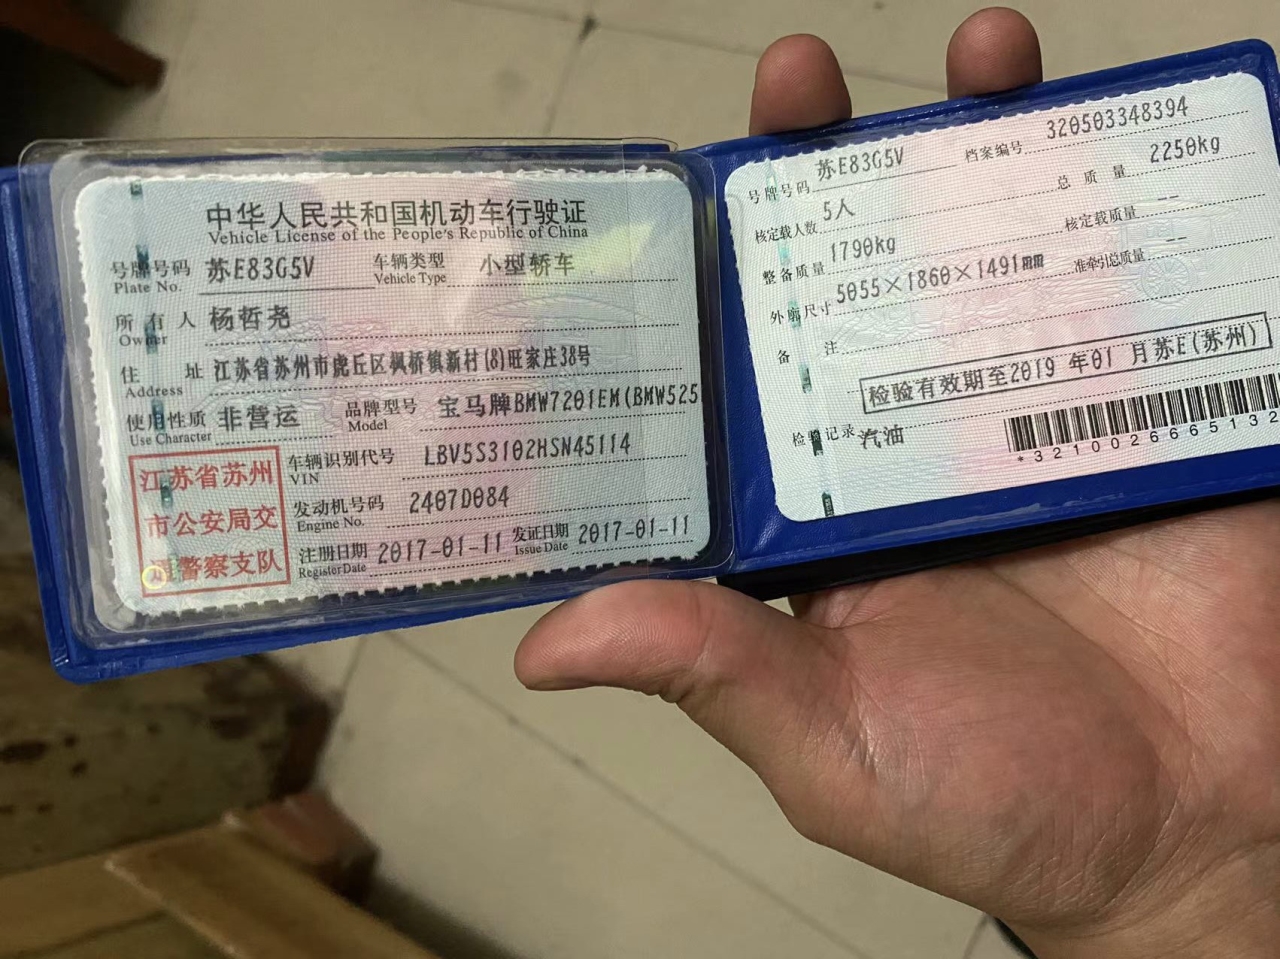 中华人民共和国机动车行驶证
Vehicle License of the People's Republic of China
号牌号码 苏E83G5V 车辆类型 小型轿车
Plate No. Vehicle Type
所有人 杨哲尧
Owner
住址 江苏省苏州市虎丘区枫桥镇新村(8)旺家庄38号
Address
使用性质 非营运 品牌型号 宝马牌BMW7201EM(BMW525
Use Character Model
江苏省苏州
市公安局交
通警察支队
车辆识别代号 LBV5S3102HSN45114
VIN
发动机号码 2407D084
Engine No.
注册日期 2017-01-11 发证日期 2017-01-11
Register Date Issue Date
号牌号码 苏E83G5V 档案编号 320503348394
核定载人数 5人 总质量 2250kg
整备质量 1790kg 核定载质量 --
外廓尺寸 5055×1860×1491mm 准牵引总质量 --
备注
检验有效期至2019 年01 月苏E(苏州)
检验记录 汽油
*321002665132